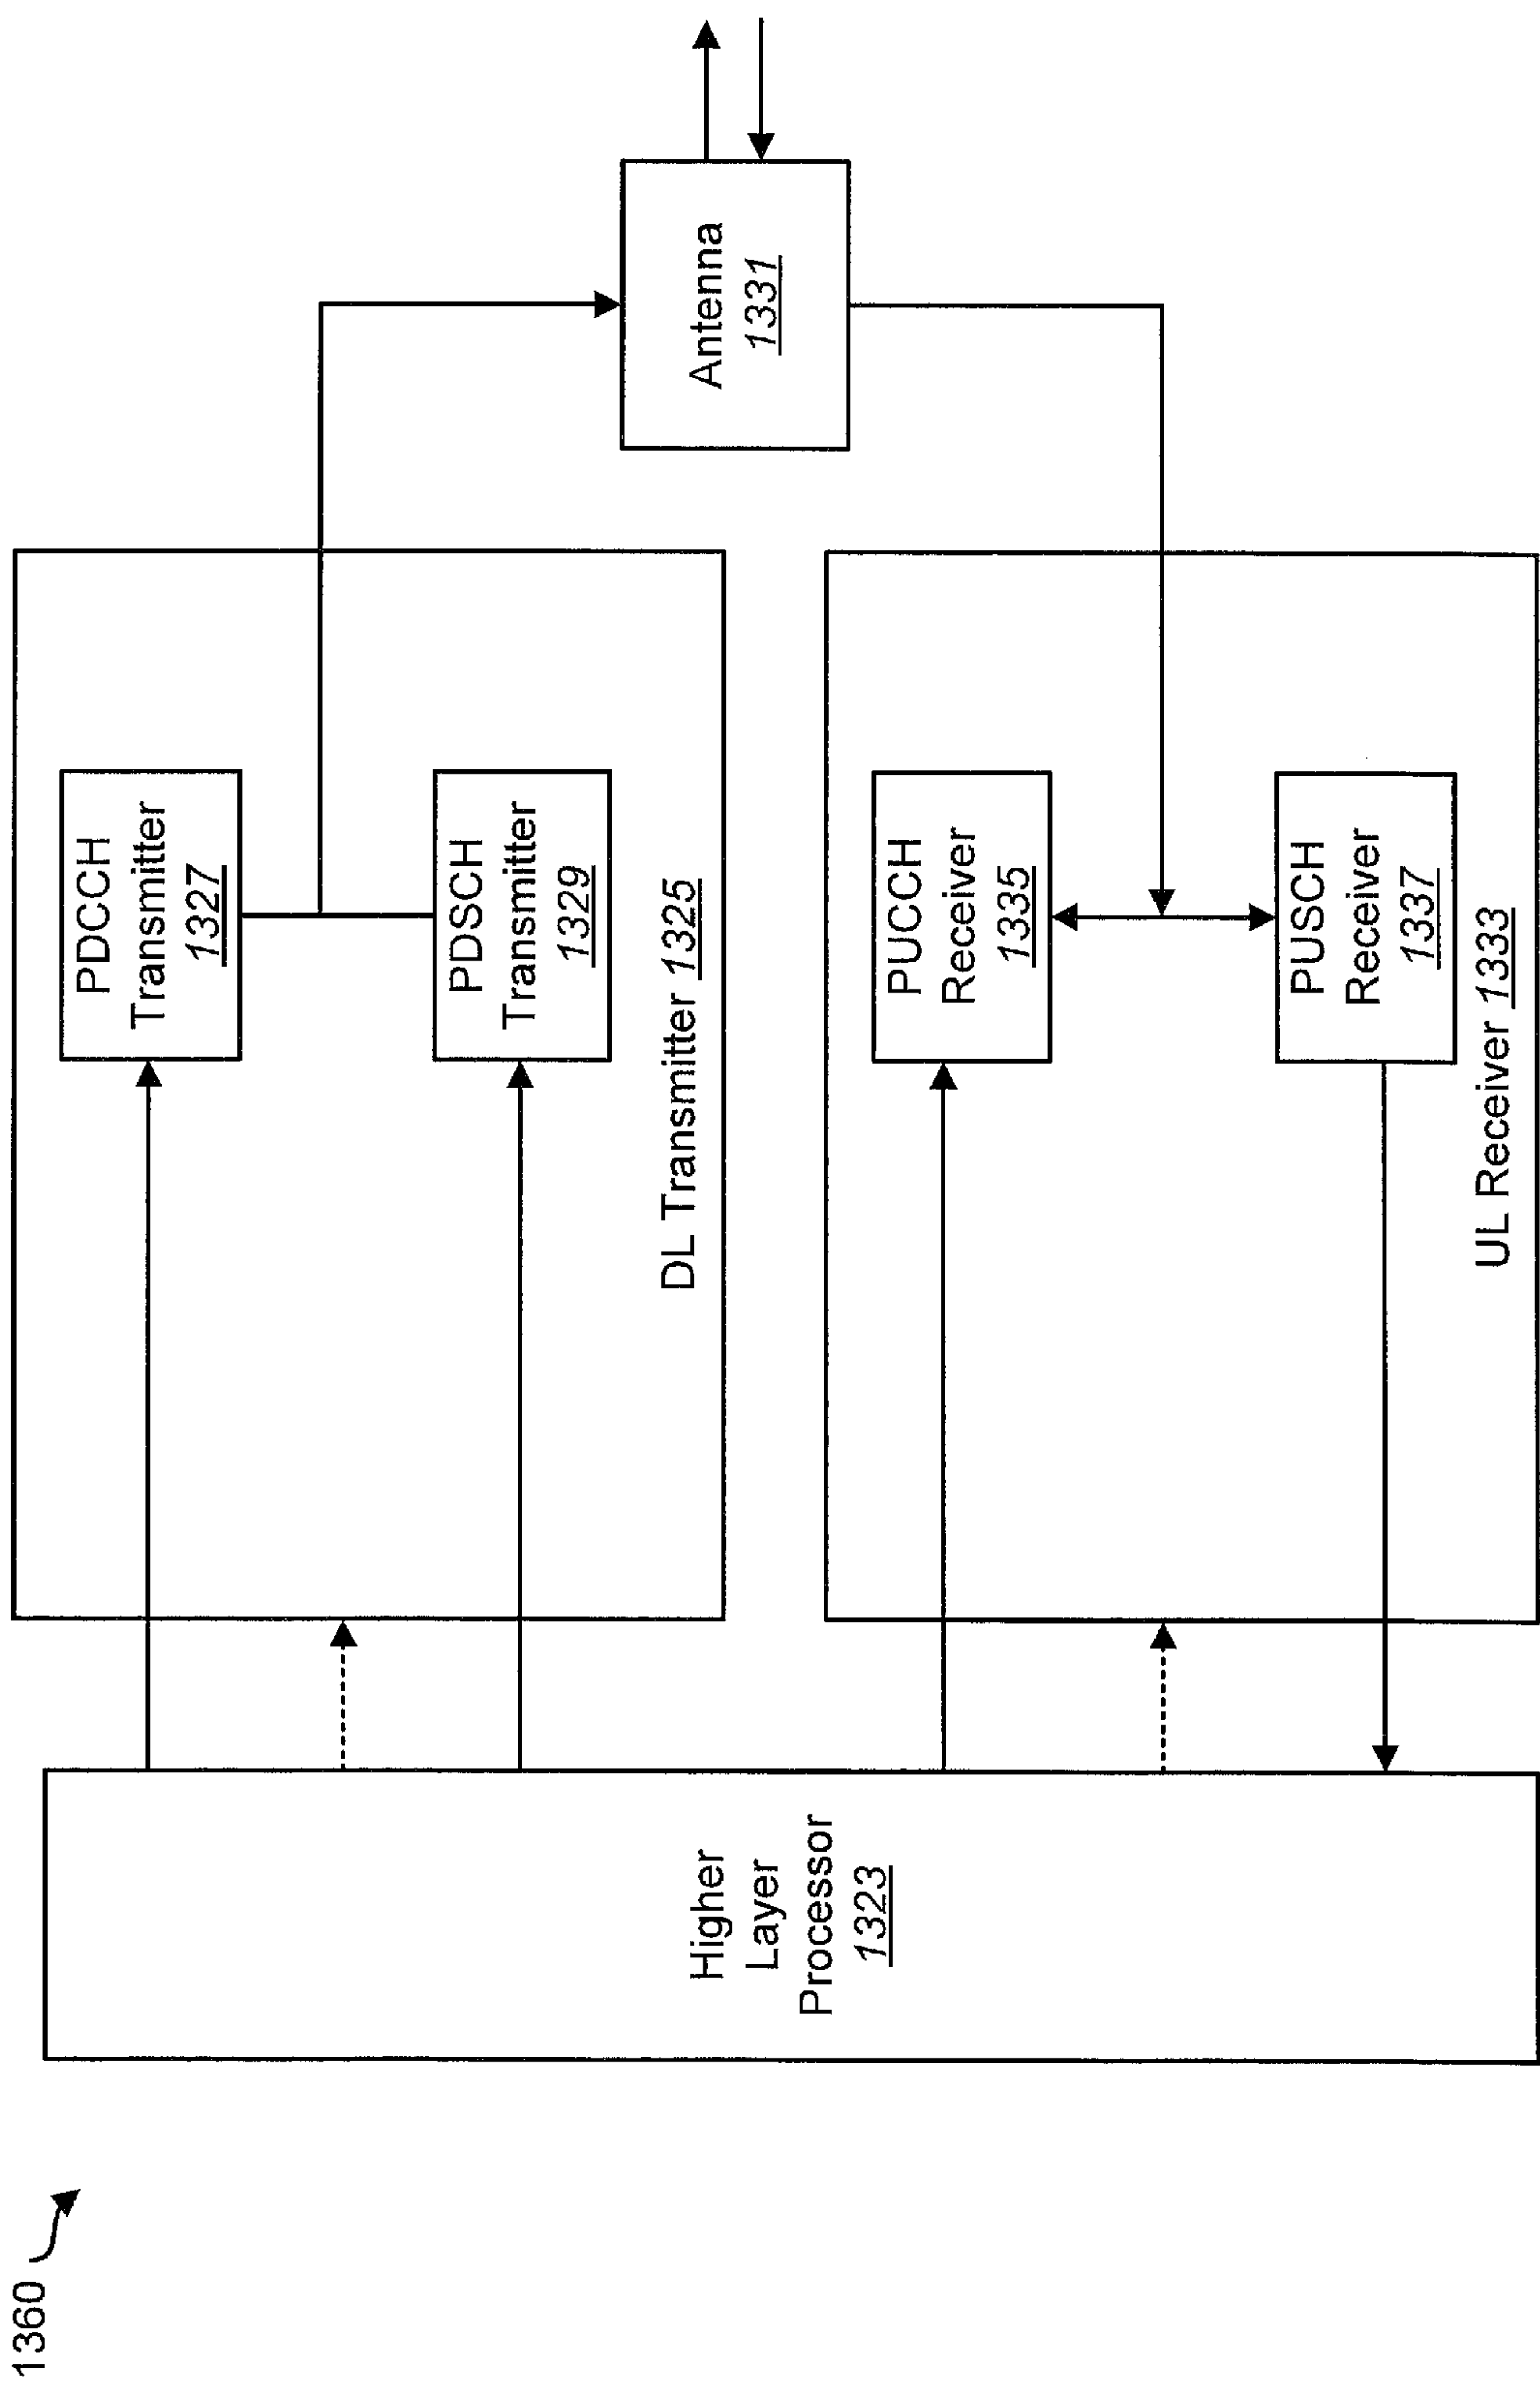 1360
Higher
Layer
Processor
1323
PDCCH
Transmitter
1327
PDSCH
Transmitter
1329
DL Transmitter 1325
PUCCH
Receiver
1335
PUSCH
Receiver
1337
UL Receiver 1333
Antenna
1331